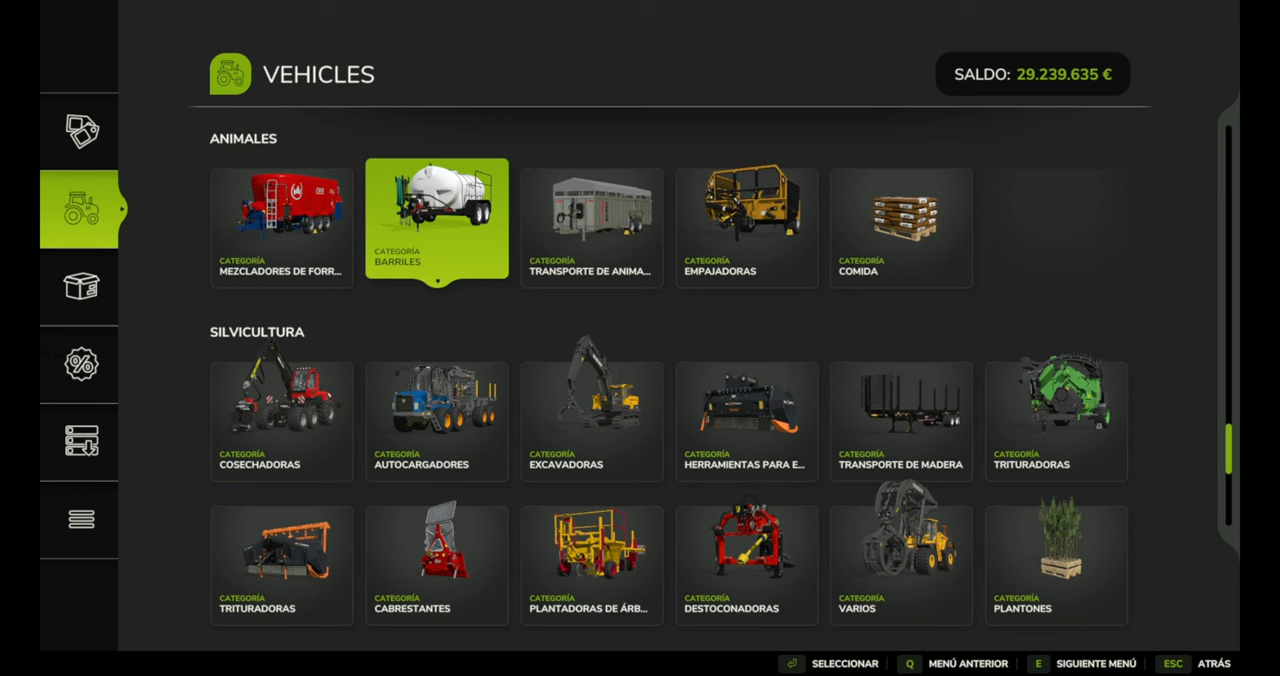 VEHICLES
SALDO: 29.239.635 €
ANIMALES
CATEGORÍA
MEZCLADORES DE FORR...
CATEGORÍA
BARRILES
CATEGORÍA
TRANSPORTE DE ANIMA...
CATEGORÍA
EMPAJADORAS
CATEGORÍA
COMIDA
SILVICULTURA
CATEGORÍA
COSECHADORAS
CATEGORÍA
AUTOCARGADORES
CATEGORÍA
EXCAVADORAS
CATEGORÍA
HERRAMIENTAS PARA E...
CATEGORÍA
TRANSPORTE DE MADERA
CATEGORÍA
TRITURADORAS
CATEGORÍA
TRITURADORAS
CATEGORÍA
CABRESTANTES
CATEGORÍA
PLANTADORAS DE ÁRB...
CATEGORÍA
DESTOCONADORAS
CATEGORÍA
VARIOS
CATEGORÍA
PLANTONES
SELECCIONAR
Q MENÚ ANTERIOR
E SIGUIENTE MENÚ
ESC ATRÁS